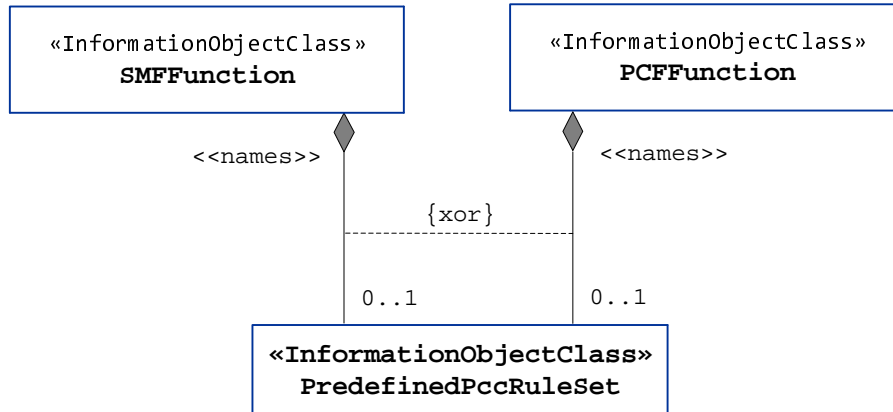 «InformationObjectClass»
SMFFunction
«InformationObjectClass»
PCFFunction
<<names>>
<<names>>
{xor}
0..1
0..1
«InformationObjectClass»
PredefinedPccRuleSet